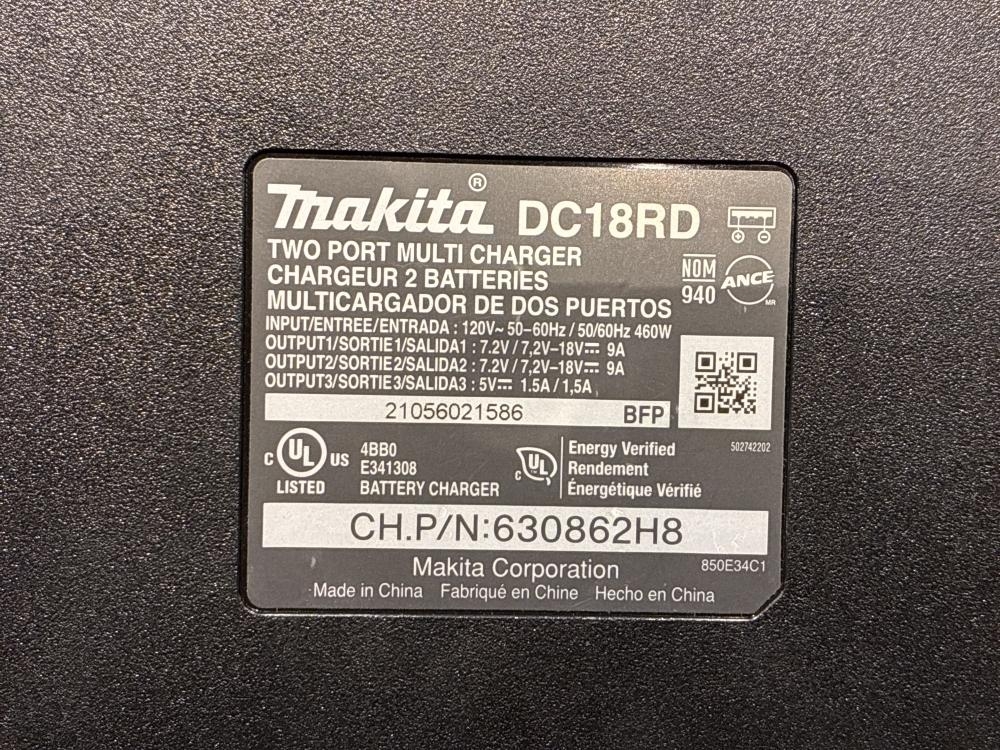 makita® DC18RD
TWO PORT MULTI CHARGER
CHARGEUR 2 BATTERIES
MULTICARGADOR DE DOS PUERTOS
NOM
940
ANCE
MR
INPUT/ENTREE/ENTRADA : 120V~ 50–60Hz / 50/60Hz 460W
OUTPUT1/SORTIE1/SALIDA1 : 7.2V / 7,2V–18V⎓ 9A
OUTPUT2/SORTIE2/SALIDA2 : 7.2V / 7,2V–18V⎓ 9A
OUTPUT3/SORTIE3/SALIDA3 : 5V⎓ 1.5A / 1,5A
21056021586 BFP
C UL US
LISTED
4BB0
E341308
BATTERY CHARGER
c UL
Energy Verified
Rendement
Énergétique Vérifié
502742202
CH.P/N:630862H8
Makita Corporation
850E34C1
Made in China Fabriqué en Chine Hecho en China